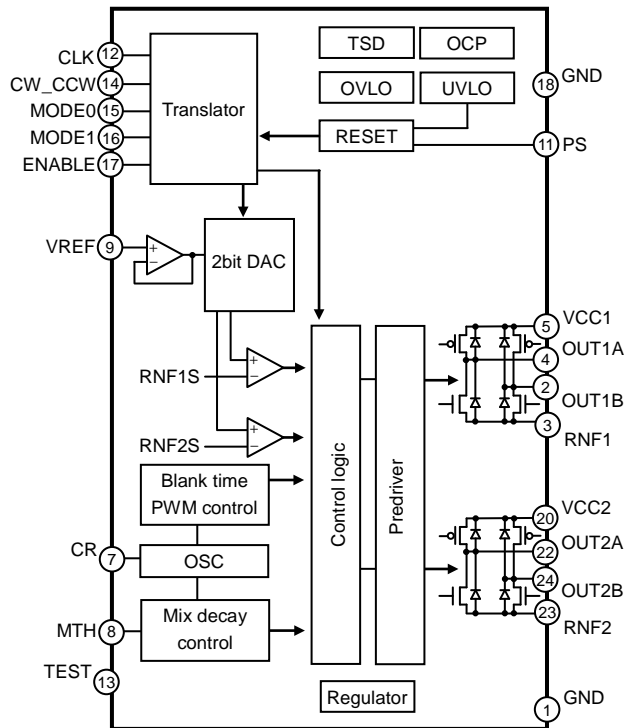 CLK 12
CW_CCW 14
MODE0 15
MODE1 16
ENABLE 17
Translator
TSD
OCP
OVLO
UVLO
RESET
18 GND
11 PS
VREF 9
+
−
2bit DAC
RNF1S
+
−
RNF2S
+
−
Blank time
PWM control
CR 7
OSC
MTH 8
Mix decay
control
TEST
13
Control logic
Predriver
5 VCC1
4 OUT1A
2 OUT1B
3 RNF1
20 VCC2
22 OUT2A
24 OUT2B
23 RNF2
Regulator
1 GND